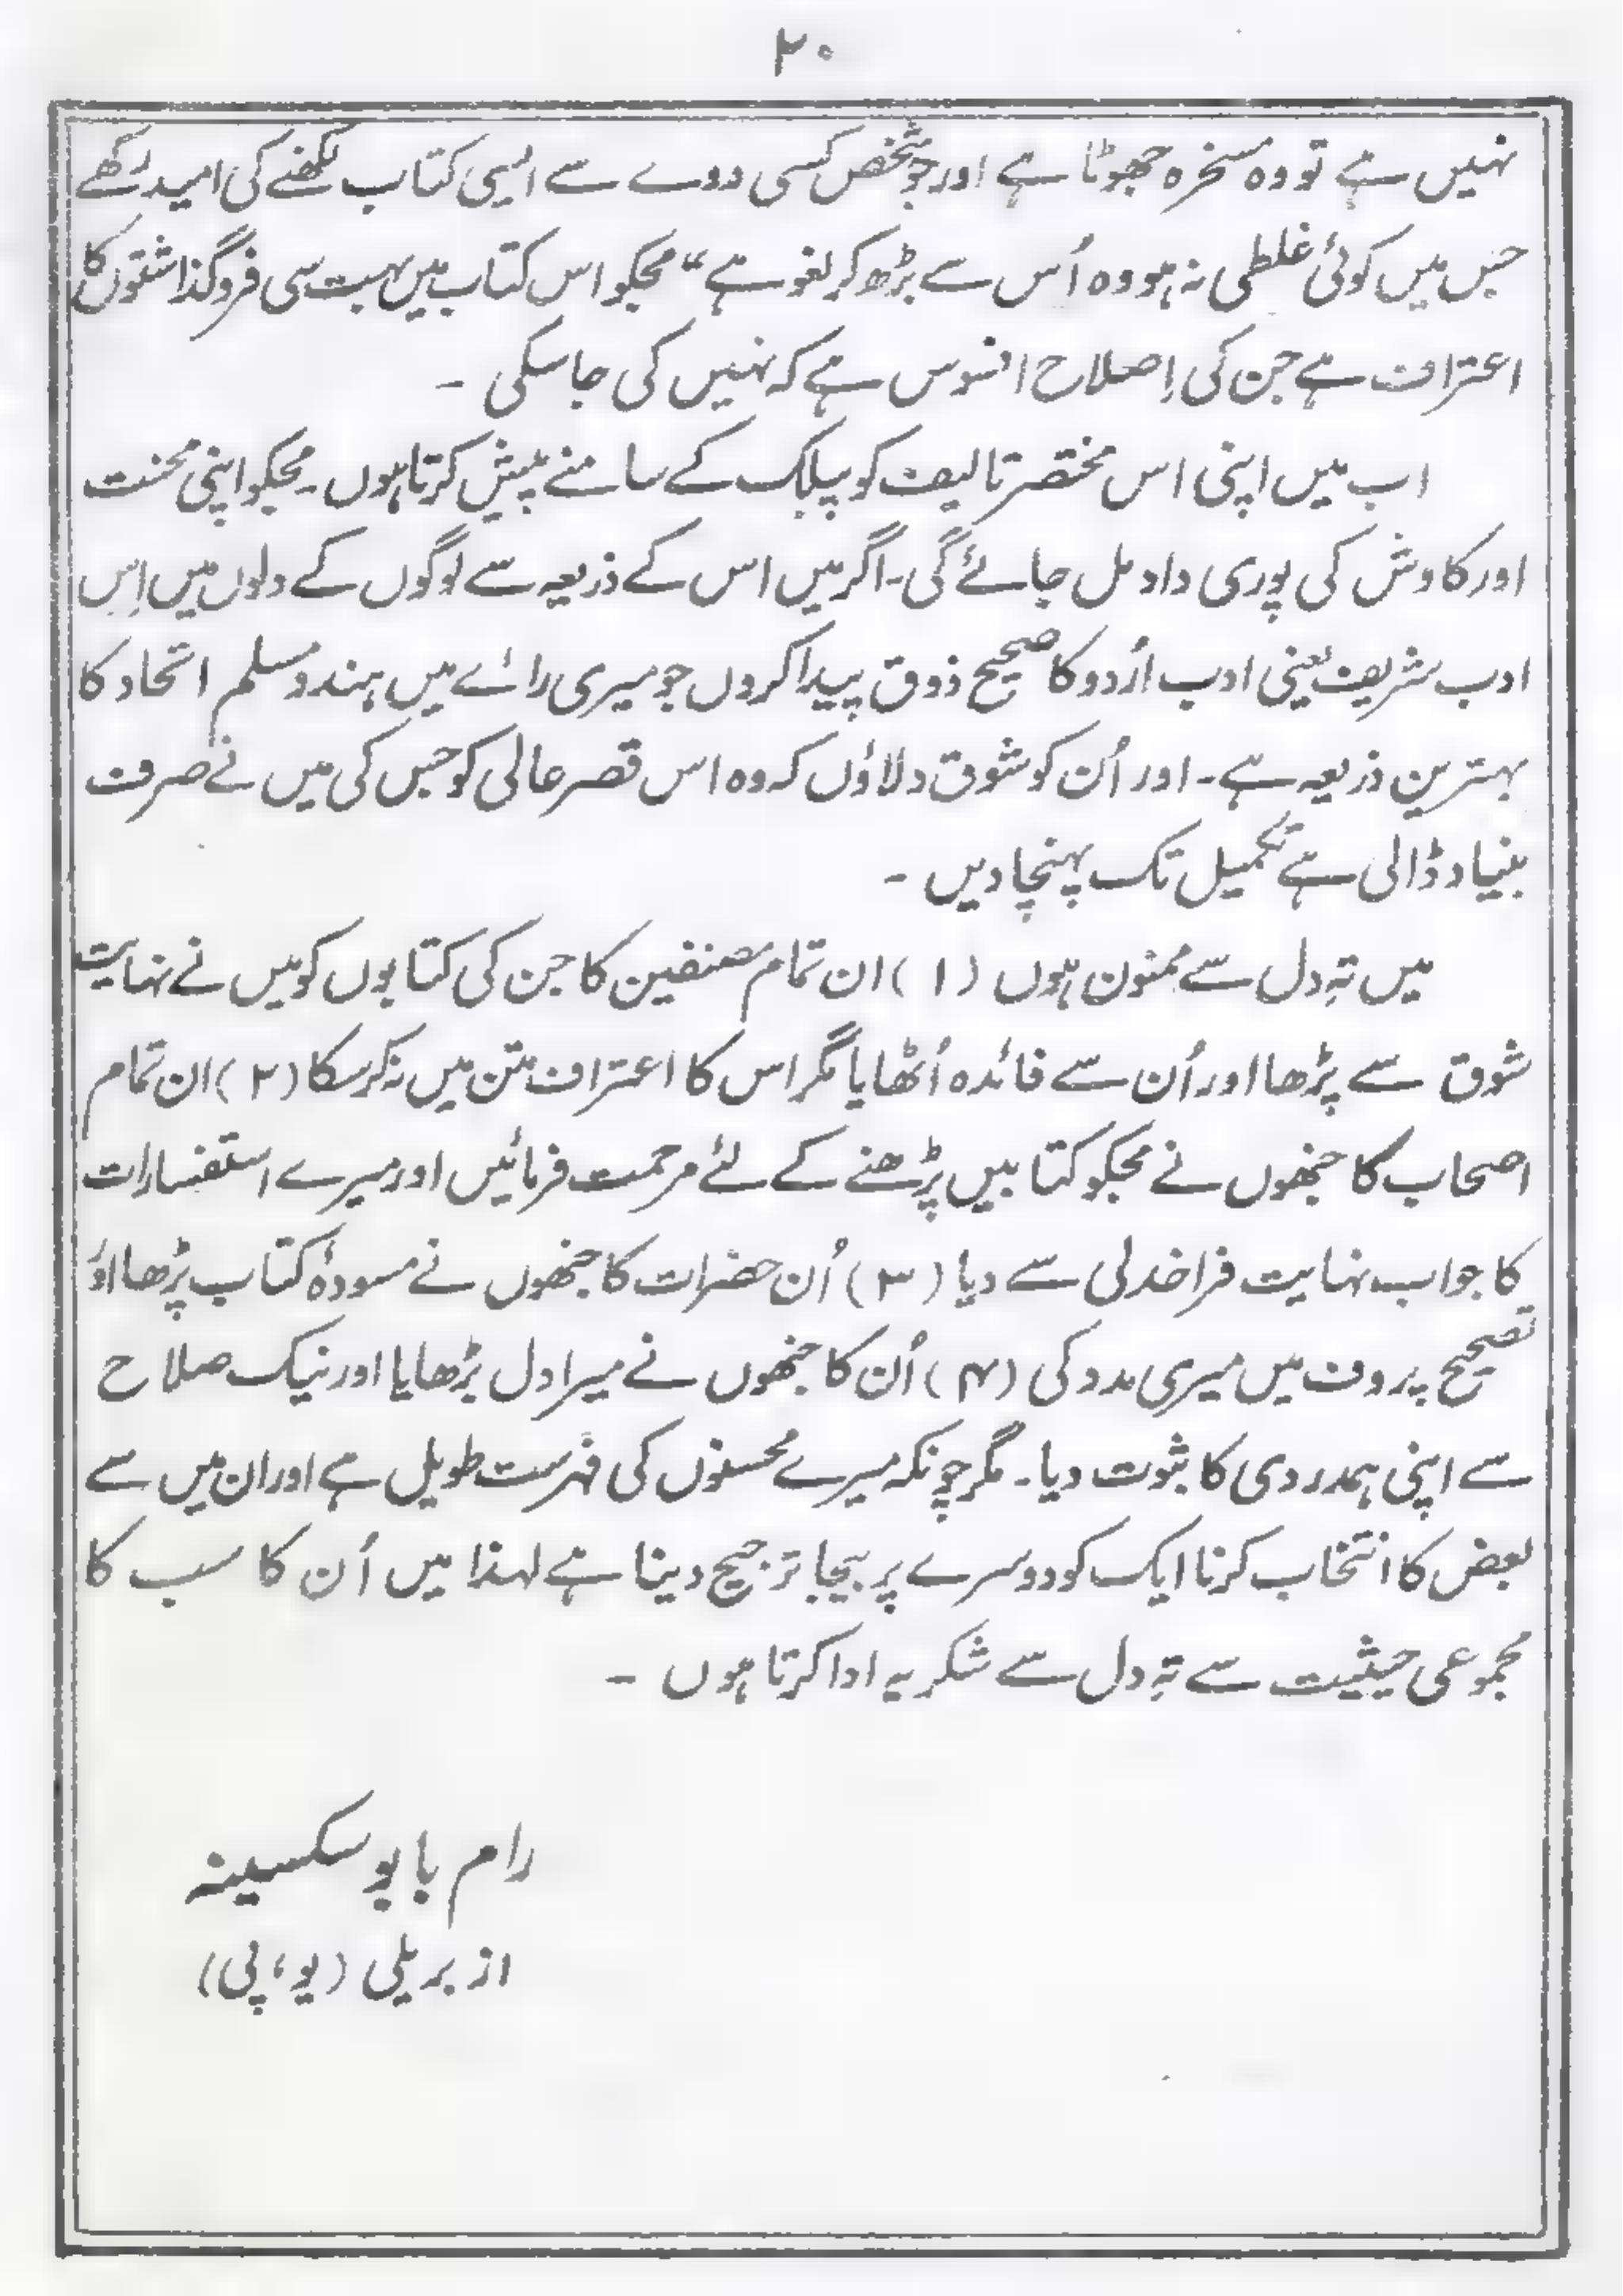 ۲۰
نہیں ہے تو وہ مسخرہ جھوٹا ہے اور جو شخص کسی دوے سے ایسی کتاب لکھنے کی امید رکھے
جس میں کوئی غلطی نہ ہو وہ اُس سے بڑھ کر لغو ہے“ مجکو اس کتاب میں بہت سی فروگذاشتوں کا
اعتراف ہے جن کی اِصلاح افسوس ہے کہ نہیں کی جاسکی ۔
اب میں اپنی اس مختصر تالیف کو پبلک کے سامنے پیش کرتا ہوں۔ مجکو اپنی محنت
اور کاوش کی پوری داد مل جائے گی۔ اگر میں اس کے ذریعہ سے لوگوں کے دلوں میں اِس
ادب شریف یعنی ادب اُردو کا صحیح ذوق پیدا کروں جو میری رائے میں ہندو مسلم اتحاد کا
بہترین ذریعہ ہے۔ اور اُن کو شوق دلاؤں کہ وہ اس قصر عالی کو جس کی میں نے صرف
بنیاد ڈالی ہے تکمیل تک پہنچا دیں ۔
میں تہِ دل سے ممنون ہوں (۱) ان تمام مصنفین کا جن کی کتابوں کو میں نے نہایت
شوق سے پڑھا اور اُن سے فائدہ اُٹھایا مگر اس کا اعتراف متن میں نہ کرسکا (۲) ان تمام
اصحاب کا جنھوں نے مجکو کتابیں پڑھنے کے لئے مرحمت فرمائیں اور میرے استفسارات
کا جواب نہایت فراخدلی سے دیا (۳) اُن حضرات کا جنھوں نے مسودۂ کتاب پڑھا اور
تصحیح پروف میں میری مدد کی (۴) اُن کا جنھوں نے میرا دل بڑھایا اور نیک صلاح
سے اپنی ہمدردی کا ثبوت دیا۔ مگر چونکہ میرے محسنوں کی فہرست طویل ہے اور ان میں سے
بعض کا انتخاب کرنا ایک کو دوسرے پر بیجا ترجیح دینا ہے لہذا میں اُن کا سب کا
مجموعی حیثیت سے تہِ دل سے شکریہ ادا کرتا ہوں ۔
رام بابو سکسینہ
از بریلی (یو، پی)